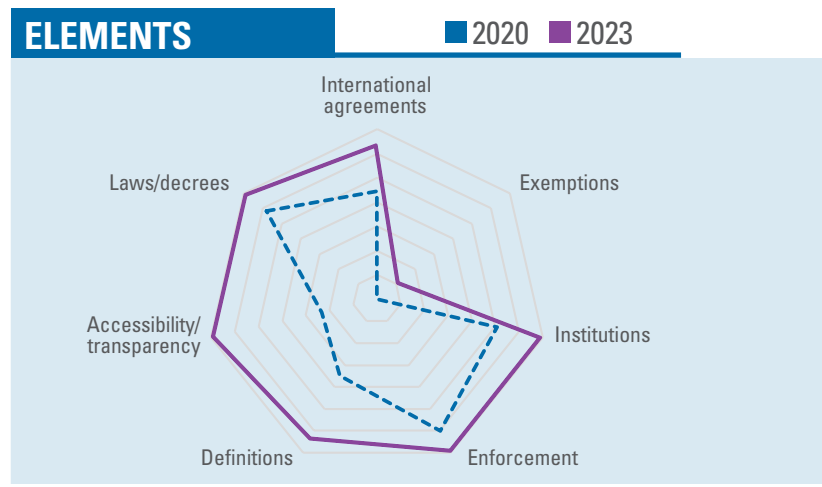 ELEMENTS
2020 2023
International
agreements
Laws/decrees
Exemptions
Accessibility/
transparency
Institutions
Definitions
Enforcement